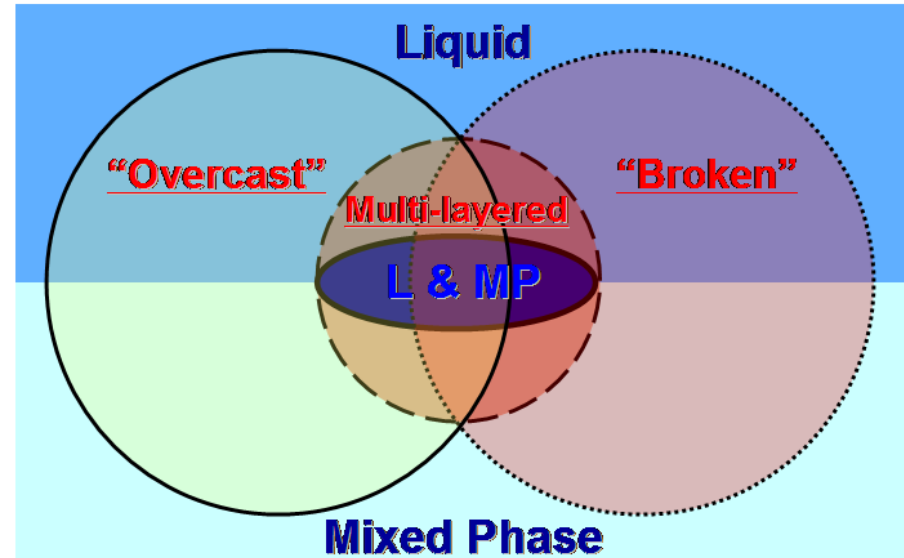 Liquid
“Overcast”
“Broken”
Multi-layered
L & MP
Mixed Phase